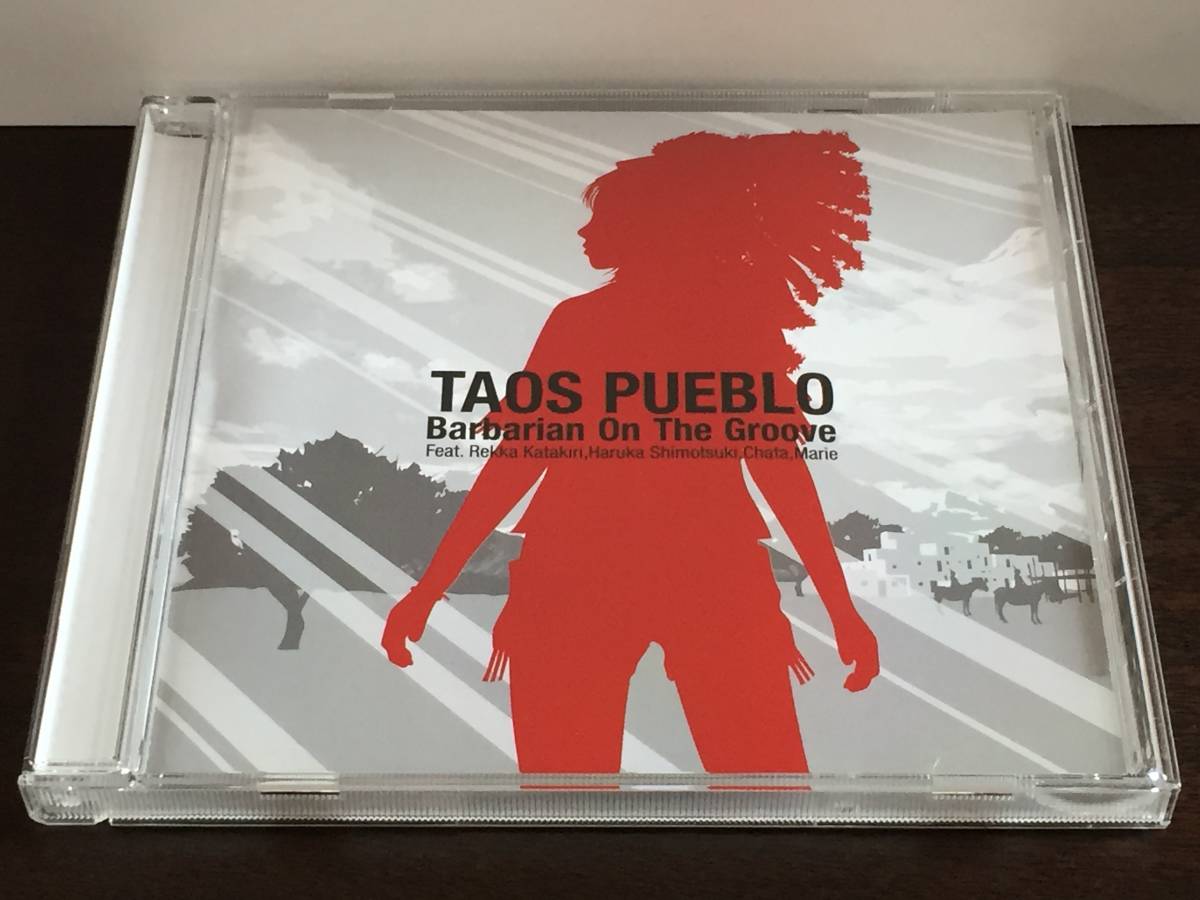 TAOS PUEBLO
Barbarian On The Groove
Feat. Rekka Katakiri,Haruka Shimotsuki,Chata,Marie